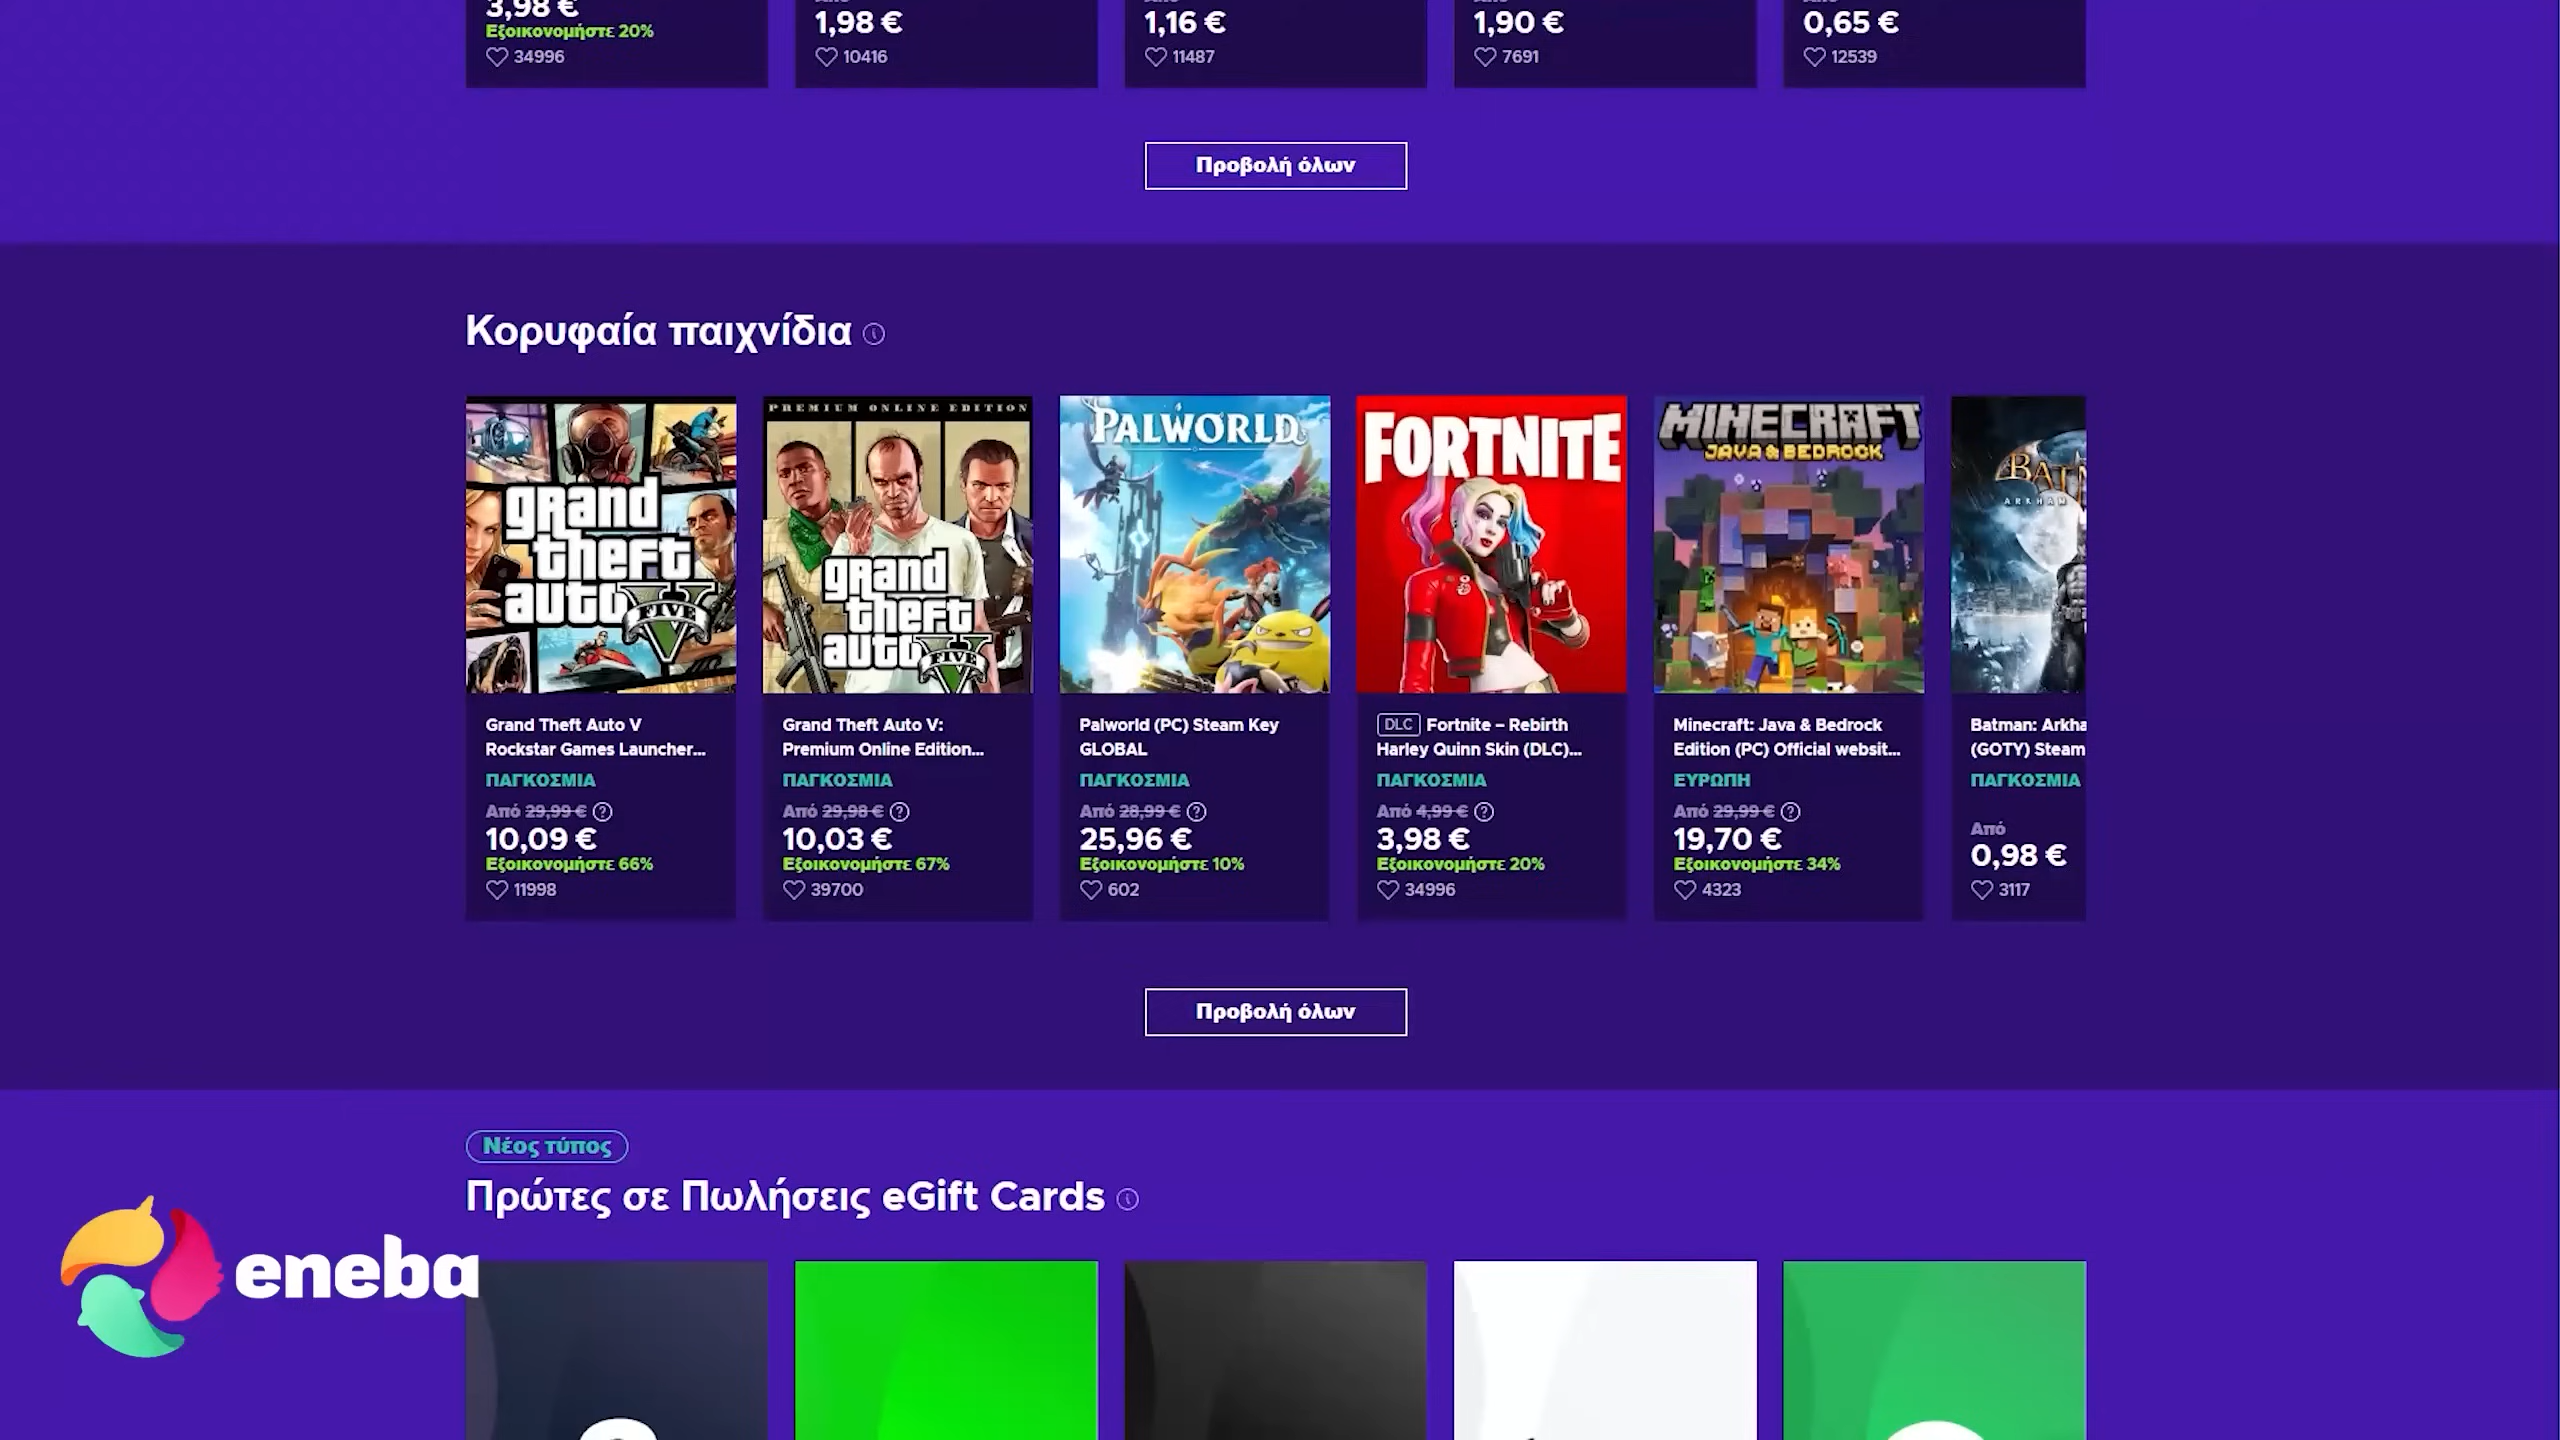 3,98 €
Εξοικονομήστε 20%
34996
1,98 €
10416
1,16 €
11487
1,90 €
7691
0,65 €
12539
Προβολή όλων
Κορυφαία παιχνίδια
grand
theft
auto
FIVE
Grand Theft Auto V
Rockstar Games Launcher...
ΠΑΓΚΟΣΜΙΑ
Από 29,99 €
10,09 €
Εξοικονομήστε 66%
11998
PREMIUM ONLINE EDITION
grand
theft
auto
FIVE
Grand Theft Auto V:
Premium Online Edition...
ΠΑΓΚΟΣΜΙΑ
Από 29,98 €
10,03 €
Εξοικονομήστε 67%
39700
PALWORLD
Palworld (PC) Steam Key
GLOBAL
ΠΑΓΚΟΣΜΙΑ
Από 28,99 €
25,96 €
Εξοικονομήστε 10%
602
FORTNITE
DLC Fortnite – Rebirth
Harley Quinn Skin (DLC)...
ΠΑΓΚΟΣΜΙΑ
Από 4,99 €
3,98 €
Εξοικονομήστε 20%
34996
MINECRAFT
JAVA & BEDROCK
Minecraft: Java & Bedrock
Edition (PC) Official websit...
ΕΥΡΩΠΗ
Από 29,99 €
19,70 €
Εξοικονομήστε 34%
4323
BAT
ARKHAM
Batman: Arkha
(GOTY) Steam
ΠΑΓΚΟΣΜΙΑ
Από
0,98 €
3117
Προβολή όλων
Νέος τύπος
Πρώτες σε Πωλήσεις eGift Cards
eneba